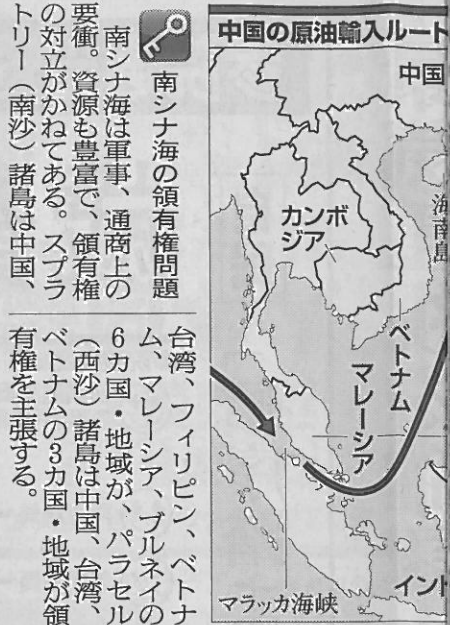 南シナ海の領有権問題
南シナ海は軍事、通商上の
要衝。資源も豊富で、領有権
の対立がかねてある。スプラ
トリー（南沙）諸島は中国、
台湾、フィリピン、ベトナ
ム、マレーシア、ブルネイの
6カ国・地域が、パラセル
（西沙）諸島は中国、台湾、
ベトナムの3カ国・地域が領
有権を主張する。
中国の原油輸入ルート
中国
海南島
カンボ
ジア
ベトナム
マレーシア
マラッカ海峡
イン